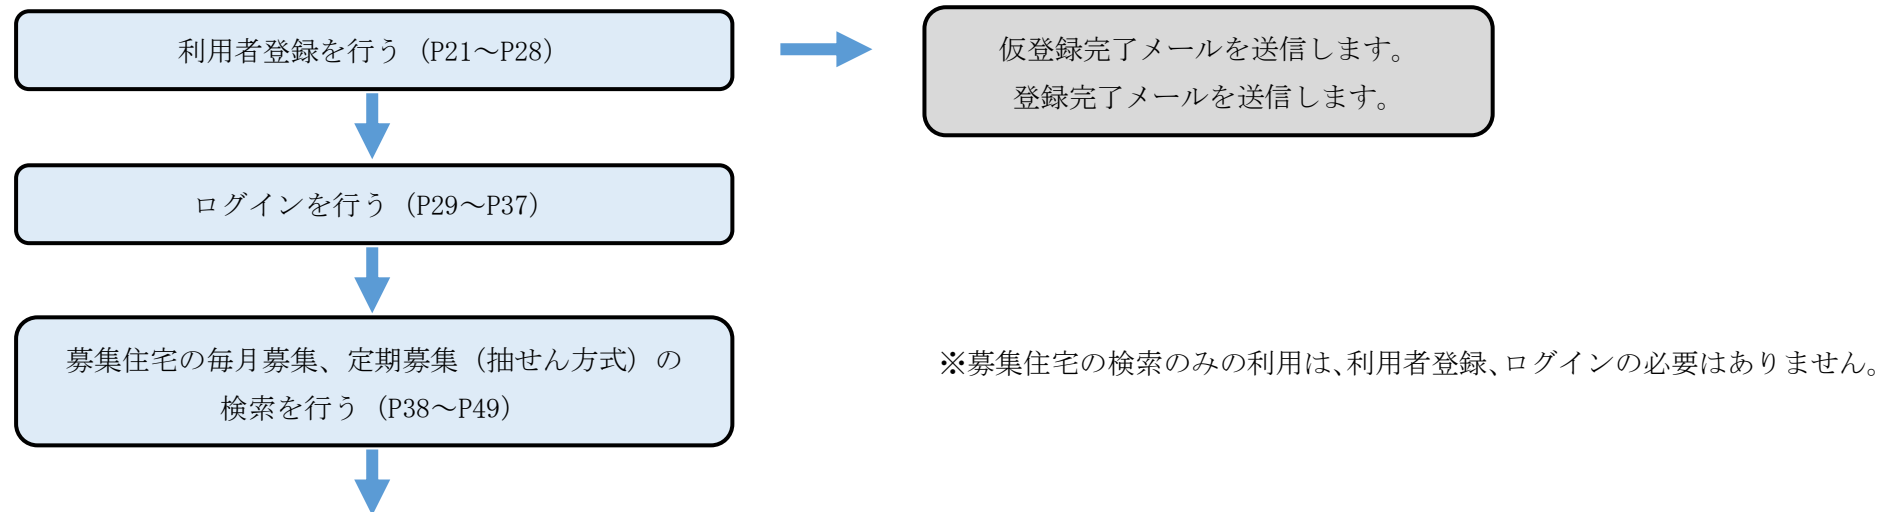 利用者登録を行う（P21～P28）
仮登録完了メールを送信します。
登録完了メールを送信します。
ログインを行う（P29～P37）
募集住宅の毎月募集、定期募集（抽せん方式）の
検索を行う（P38～P49）
※募集住宅の検索のみの利用は、利用者登録、ログインの必要はありません。